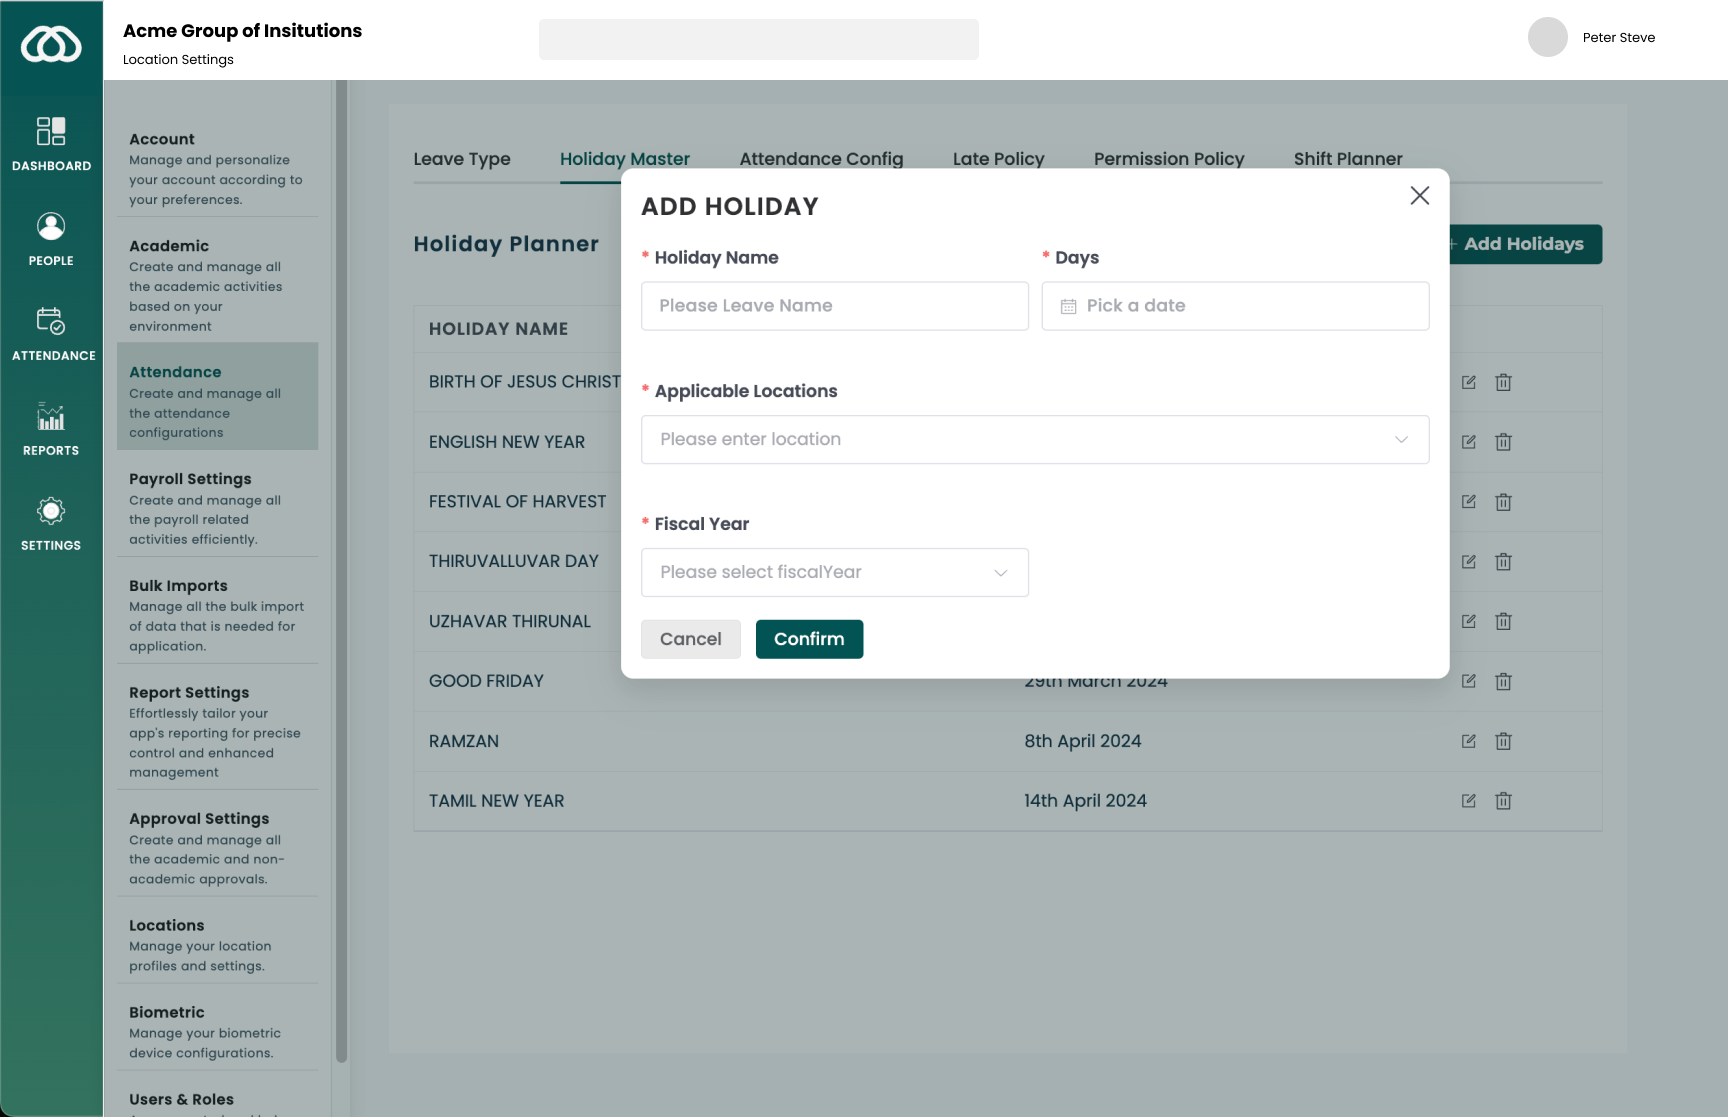 Acme Group of Insitutions
Location Settings
Peter Steve
DASHBOARD
PEOPLE
ATTENDANCE
REPORTS
SETTINGS
Account
Manage and personalize
your account according to
your preferences.
Academic
Create and manage all
the academic activities
based on your
environment
Attendance
Create and manage all
the attendance
configurations
Payroll Settings
Create and manage all
the payroll related
activities efficiently.
Bulk Imports
Manage all the bulk import
of data that is needed for
application.
Report Settings
Effortlessly tailor your
app's reporting for precise
control and enhanced
management
Approval Settings
Create and manage all
the academic and non-
academic approvals.
Locations
Manage your location
profiles and settings.
Biometric
Manage your biometric
device configurations.
Users & Roles
Leave Type
Holiday Master
Attendance Config
Late Policy
Permission Policy
Shift Planner
Holiday Planner
+ Add Holidays
HOLIDAY NAME
BIRTH OF JESUS CHRIST
ENGLISH NEW YEAR
FESTIVAL OF HARVEST
THIRUVALLUVAR DAY
UZHAVAR THIRUNAL
GOOD FRIDAY
29th March 2024
RAMZAN
8th April 2024
TAMIL NEW YEAR
14th April 2024
ADD HOLIDAY
* Holiday Name
Please Leave Name
* Days
Pick a date
* Applicable Locations
Please enter location
* Fiscal Year
Please select fiscalYear
Cancel
Confirm